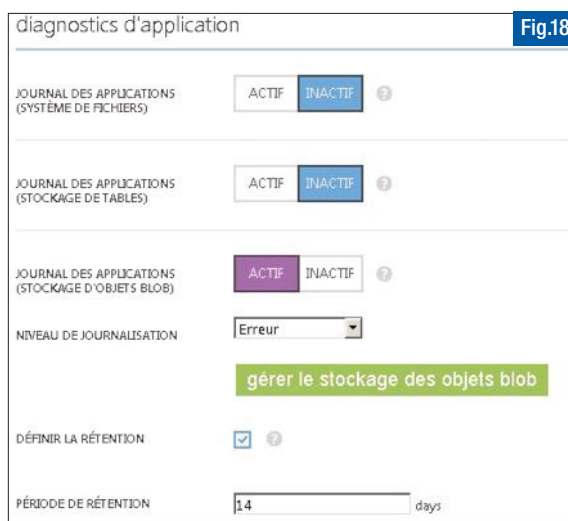 diagnostics d'application
Fig.18
JOURNAL DES APPLICATIONS
(SYSTÈME DE FICHIERS)
ACTIF INACTIF ?
JOURNAL DES APPLICATIONS
(STOCKAGE DE TABLES)
ACTIF INACTIF ?
JOURNAL DES APPLICATIONS
(STOCKAGE D'OBJETS BLOB)
ACTIF INACTIF ?
NIVEAU DE JOURNALISATION
Erreur
gérer le stockage des objets blob
DÉFINIR LA RÉTENTION ?
PÉRIODE DE RÉTENTION
14 days